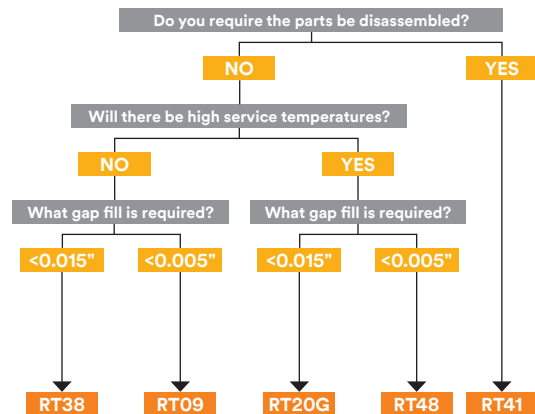 Do you require the parts be disassembled?
NO
YES
Will there be high service temperatures?
NO
YES
What gap fill is required?
What gap fill is required?
<0.015"
<0.005"
<0.015"
<0.005"
RT38
RT09
RT20G
RT48
RT41